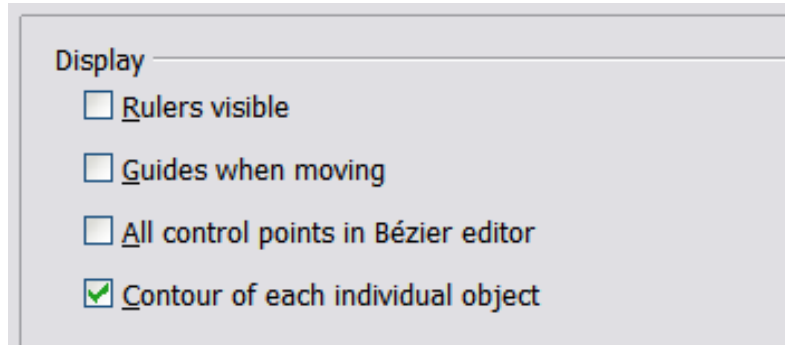 Display
Rulers visible
Guides when moving
All control points in Bézier editor
Contour of each individual object